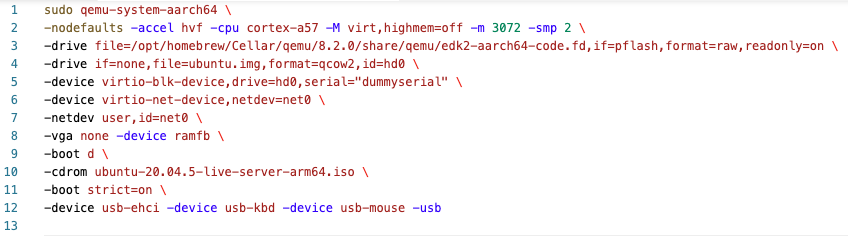 1 sudo qemu-system-aarch64 \
2 -nodefaults -accel hvf -cpu cortex-a57 -M virt,highmem=off -m 3072 -smp 2 \
3 -drive file=/opt/homebrew/Cellar/qemu/8.2.0/share/qemu/edk2-aarch64-code.fd,if=pflash,format=raw,readonly=on \
4 -drive if=none,file=ubuntu.img,format=qcow2,id=hd0 \
5 -device virtio-blk-device,drive=hd0,serial="dummyserial" \
6 -device virtio-net-device,netdev=net0 \
7 -netdev user,id=net0 \
8 -vga none -device ramfb \
9 -boot d \
10 -cdrom ubuntu-20.04.5-live-server-arm64.iso \
11 -boot strict=on \
12 -device usb-ehci -device usb-kbd -device usb-mouse -usb
13